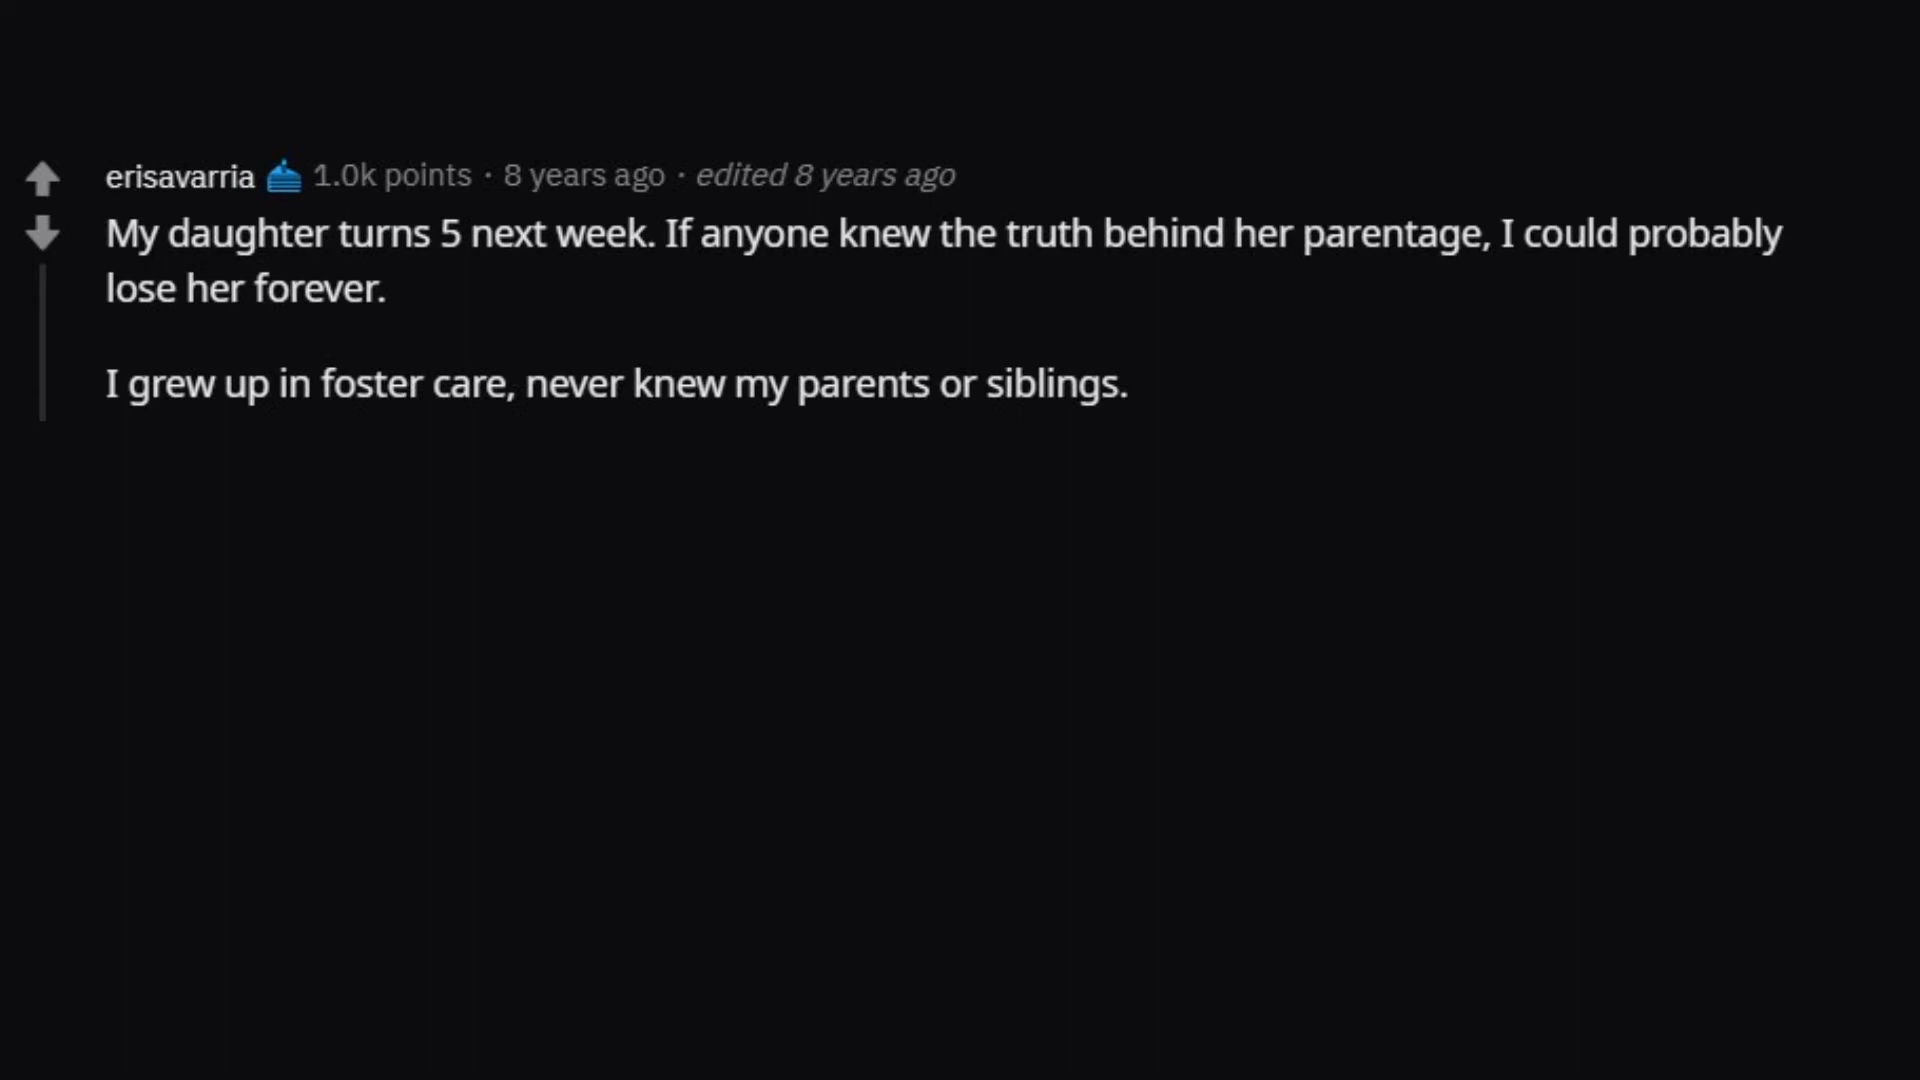 erisavarria 1.0k points · 8 years ago · edited 8 years ago
My daughter turns 5 next week. If anyone knew the truth behind her parentage, I could probably
lose her forever.
I grew up in foster care, never knew my parents or siblings.